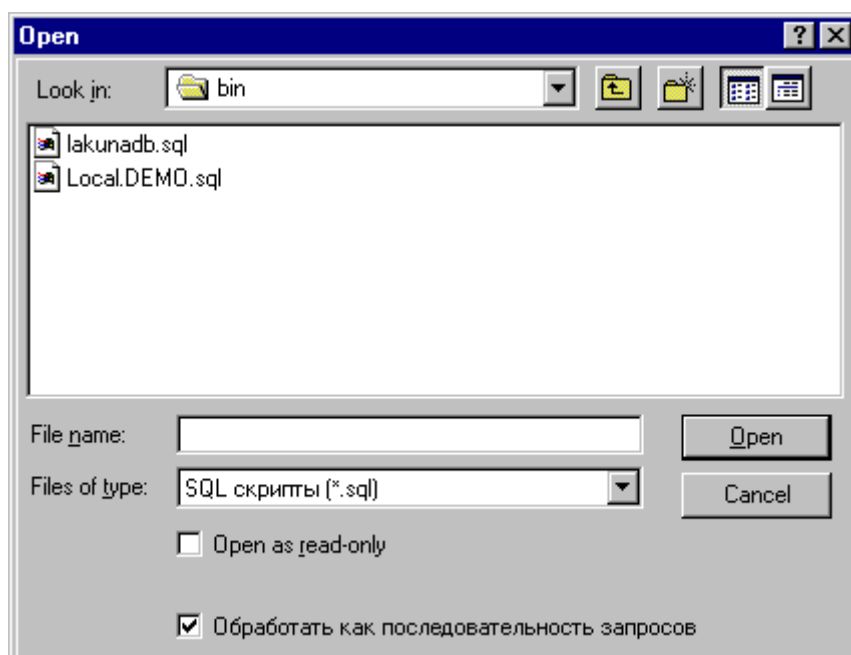 Open
Look in: bin
lakunadb.sql
Local.DEMO.sql
File name:
Open
Files of type: SQL скрипты (*.sql)
Cancel
Open as read-only
Обработать как последовательность запросов